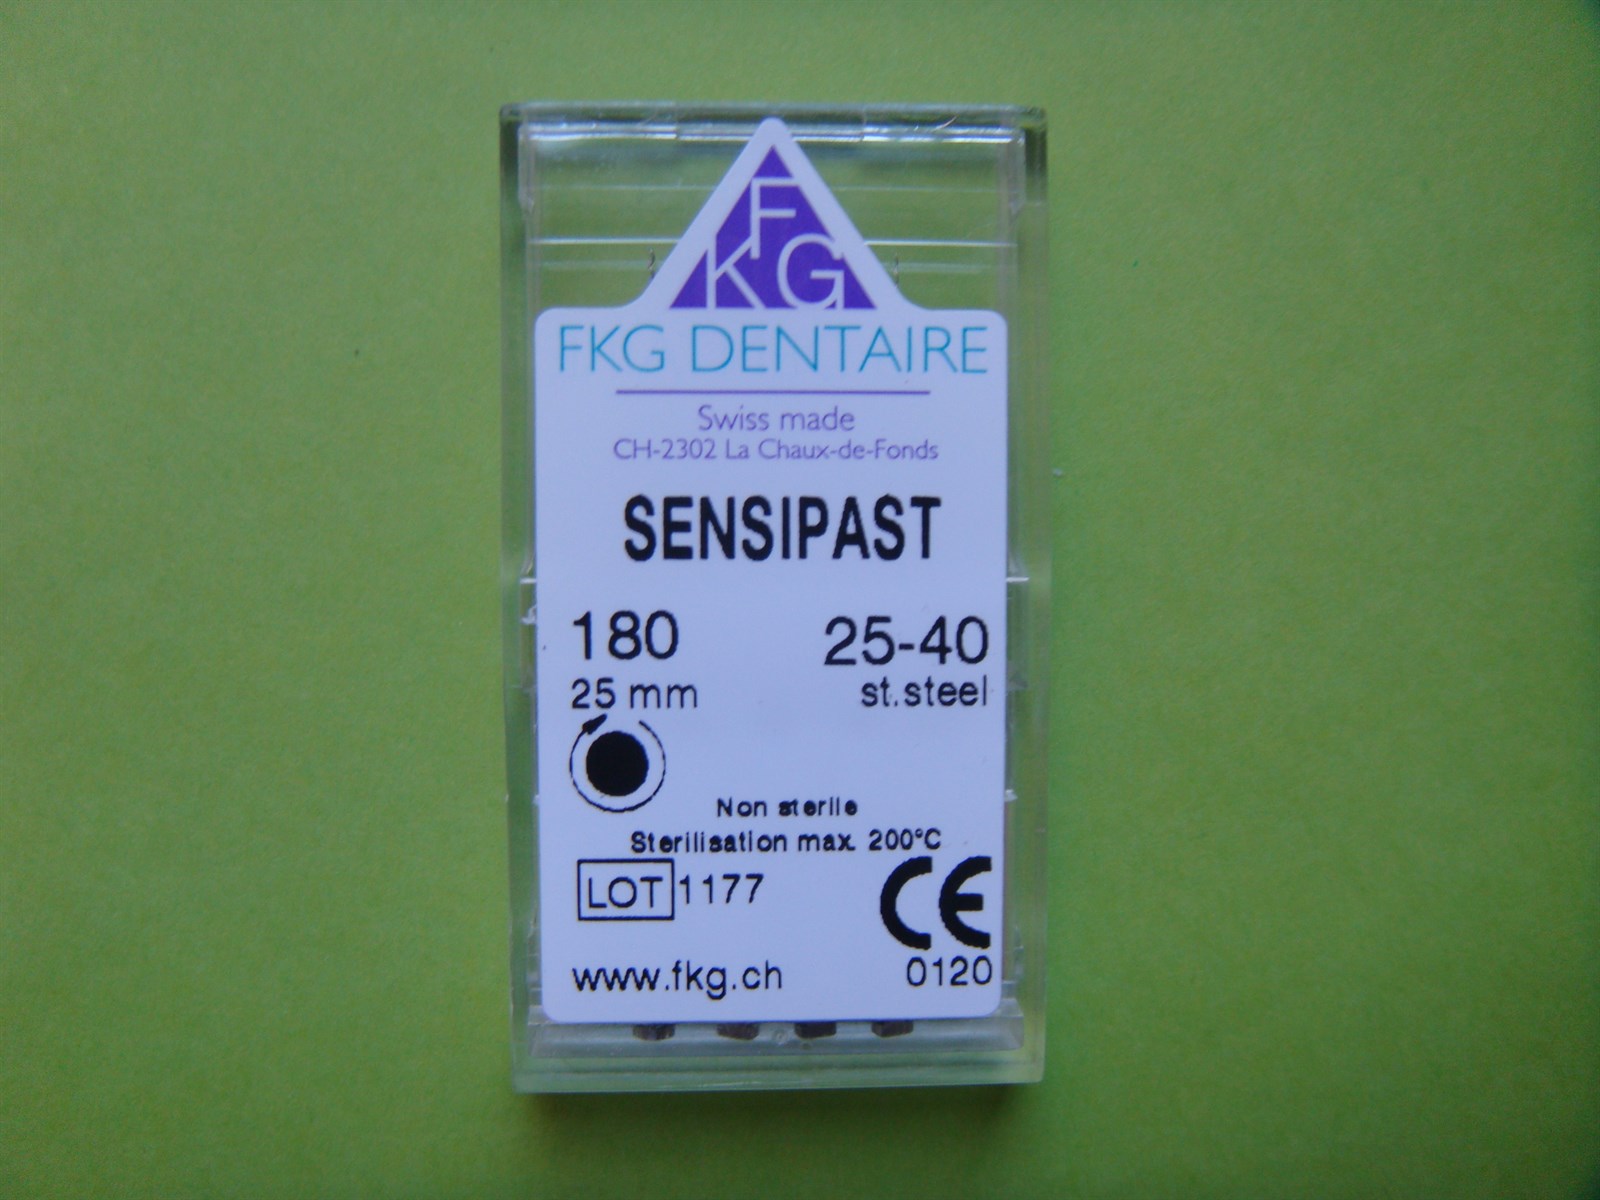 F
KG
FKG DENTAIRE
Swiss made
CH-2302 La Chaux-de-Fonds
SENSIPAST
180 25-40
25 mm st.steel
Non sterile
Sterilisation max. 200°C
LOT 1177 CE
www.fkg.ch 0120